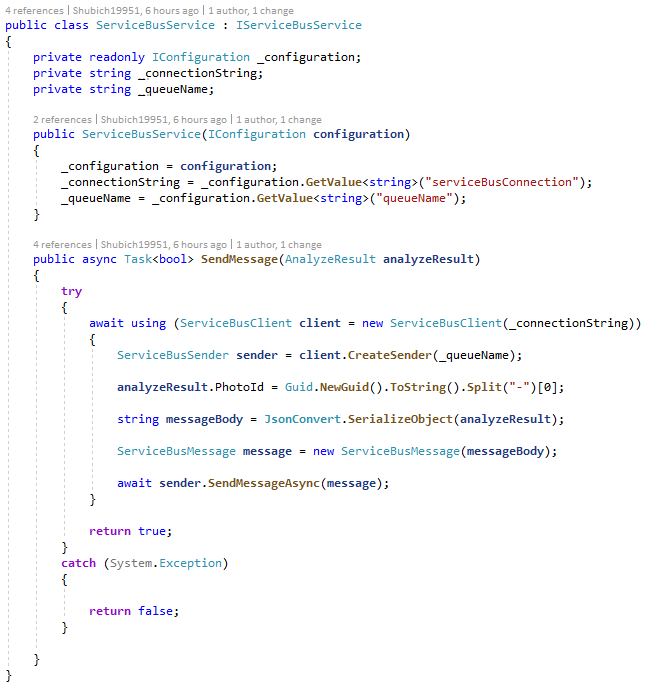 4 references | Shubich19951, 6 hours ago | 1 author, 1 change
public class ServiceBusService : IServiceBusService
{
private readonly IConfiguration _configuration;
private string _connectionString;
private string _queueName;
2 references | Shubich19951, 6 hours ago | 1 author, 1 change
public ServiceBusService(IConfiguration configuration)
{
_configuration = configuration;
_connectionString = _configuration.GetValue<string>("serviceBusConnection");
_queueName = _configuration.GetValue<string>("queueName");
}
4 references | Shubich19951, 6 hours ago | 1 author, 1 change
public async Task<bool> SendMessage(AnalyzeResult analyzeResult)
{
try
{
await using (ServiceBusClient client = new ServiceBusClient(_connectionString))
{
ServiceBusSender sender = client.CreateSender(_queueName);
analyzeResult.PhotoId = Guid.NewGuid().ToString().Split("-")[0];
string messageBody = JsonConvert.SerializeObject(analyzeResult);
ServiceBusMessage message = new ServiceBusMessage(messageBody);
await sender.SendMessageAsync(message);
}
return true;
}
catch (System.Exception)
{
return false;
}
}
}